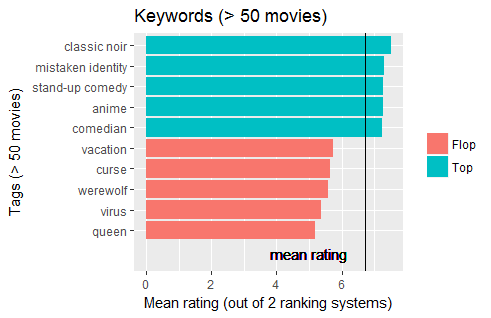 Keywords (> 50 movies)
Tags (> 50 movies)
classic noir
mistaken identity
stand-up comedy
anime
comedian
vacation
curse
werewolf
virus
queen
mean rating
0 2 4 6
Mean rating (out of 2 ranking systems)
Flop
Top